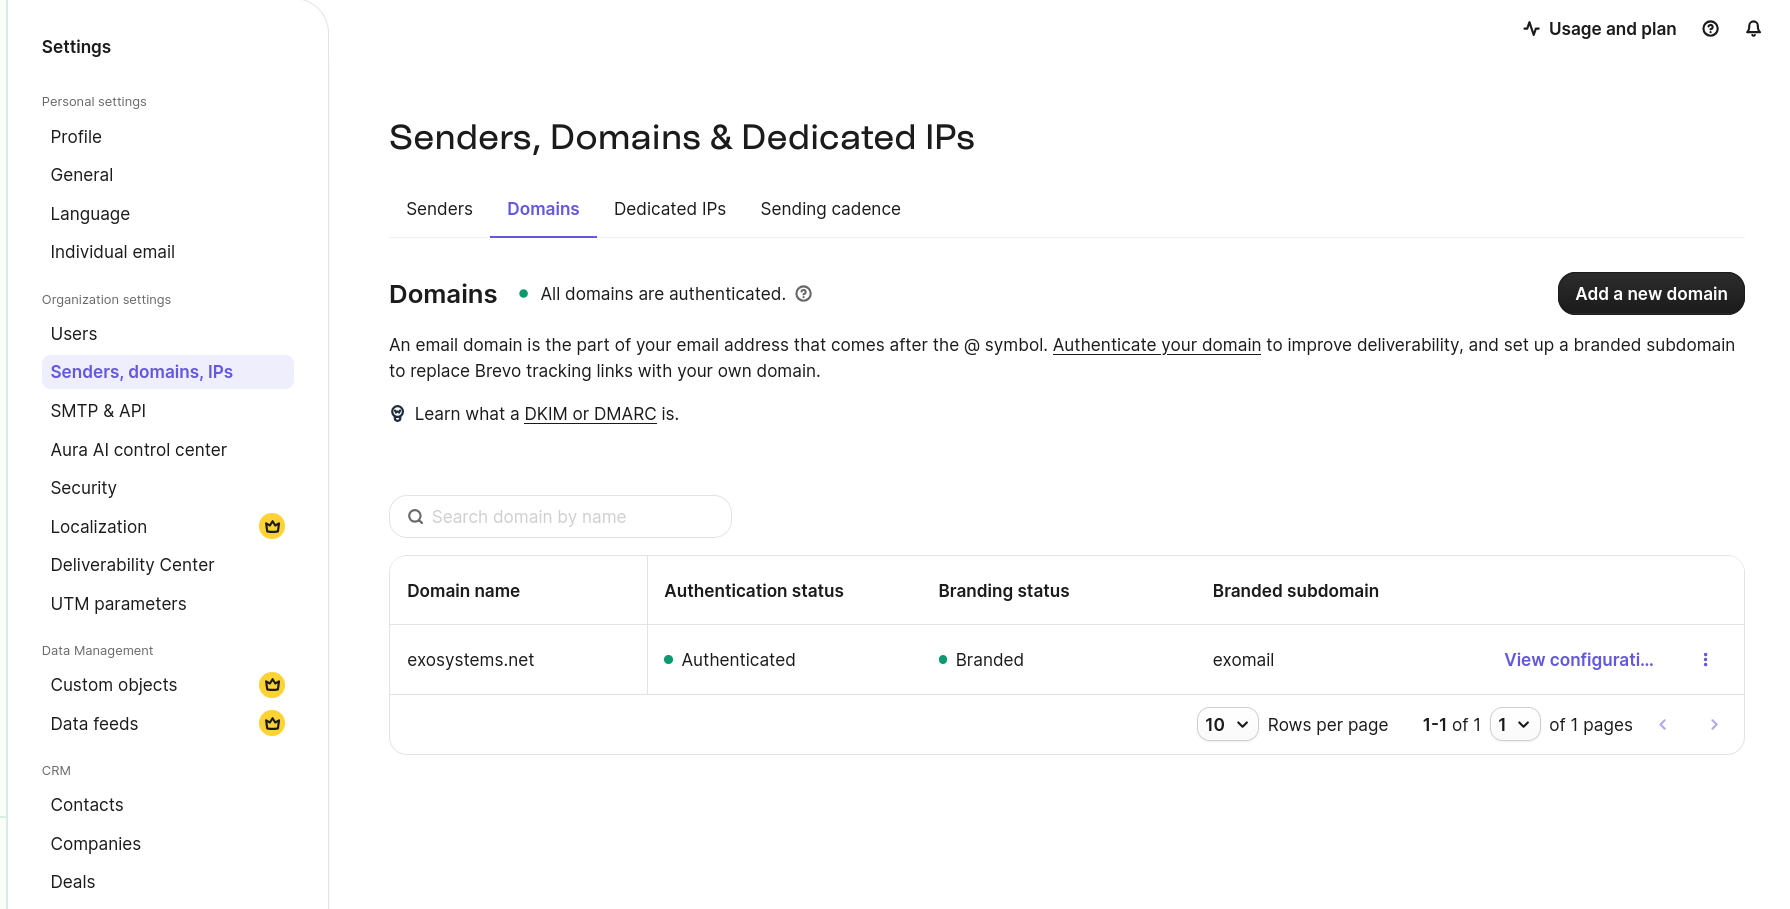 Settings
Personal settings
Profile
General
Language
Individual email
Organization settings
Users
Senders, domains, IPs
SMTP & API
Aura AI control center
Security
Localization
Deliverability Center
UTM parameters
Data Management
Custom objects
Data feeds
CRM
Contacts
Companies
Deals
Usage and plan
Senders, Domains & Dedicated IPs
Senders Domains Dedicated IPs Sending cadence
Domains All domains are authenticated. Add a new domain
An email domain is the part of your email address that comes after the @ symbol. Authenticate your domain to improve deliverability, and set up a branded subdomain
to replace Brevo tracking links with your own domain.
Learn what a DKIM or DMARC is.
Search domain by name
Domain name Authentication status Branding status Branded subdomain
exosystems.net Authenticated Branded exomail View configurati...
10 Rows per page 1-1 of 1 1 of 1 pages